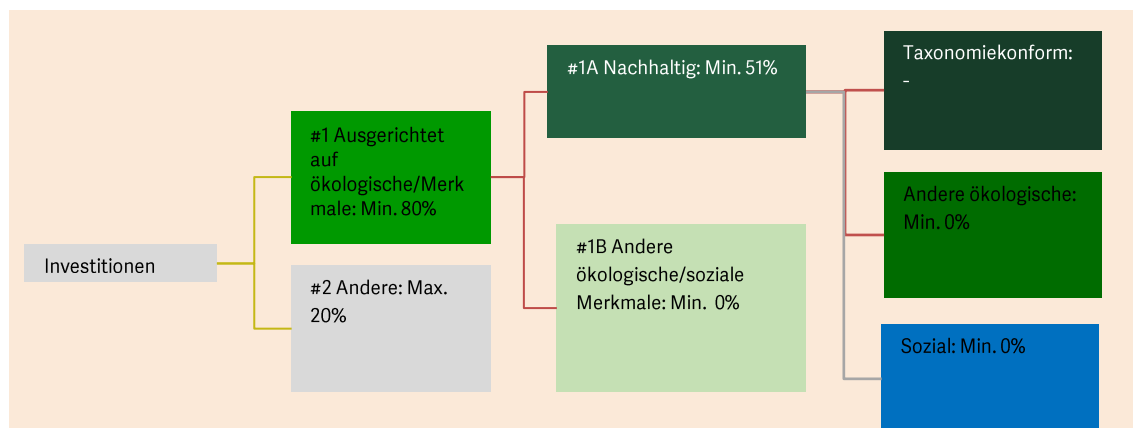 Investitionen
#1 Ausgerichtet
auf
ökologische/Merk
male: Min. 80%
#2 Andere: Max.
20%
#1A Nachhaltig: Min. 51%
#1B Andere
ökologische/soziale
Merkmale: Min.  0%
Taxonomiekonform:
-
Andere ökologische:
Min. 0%
Sozial: Min. 0%